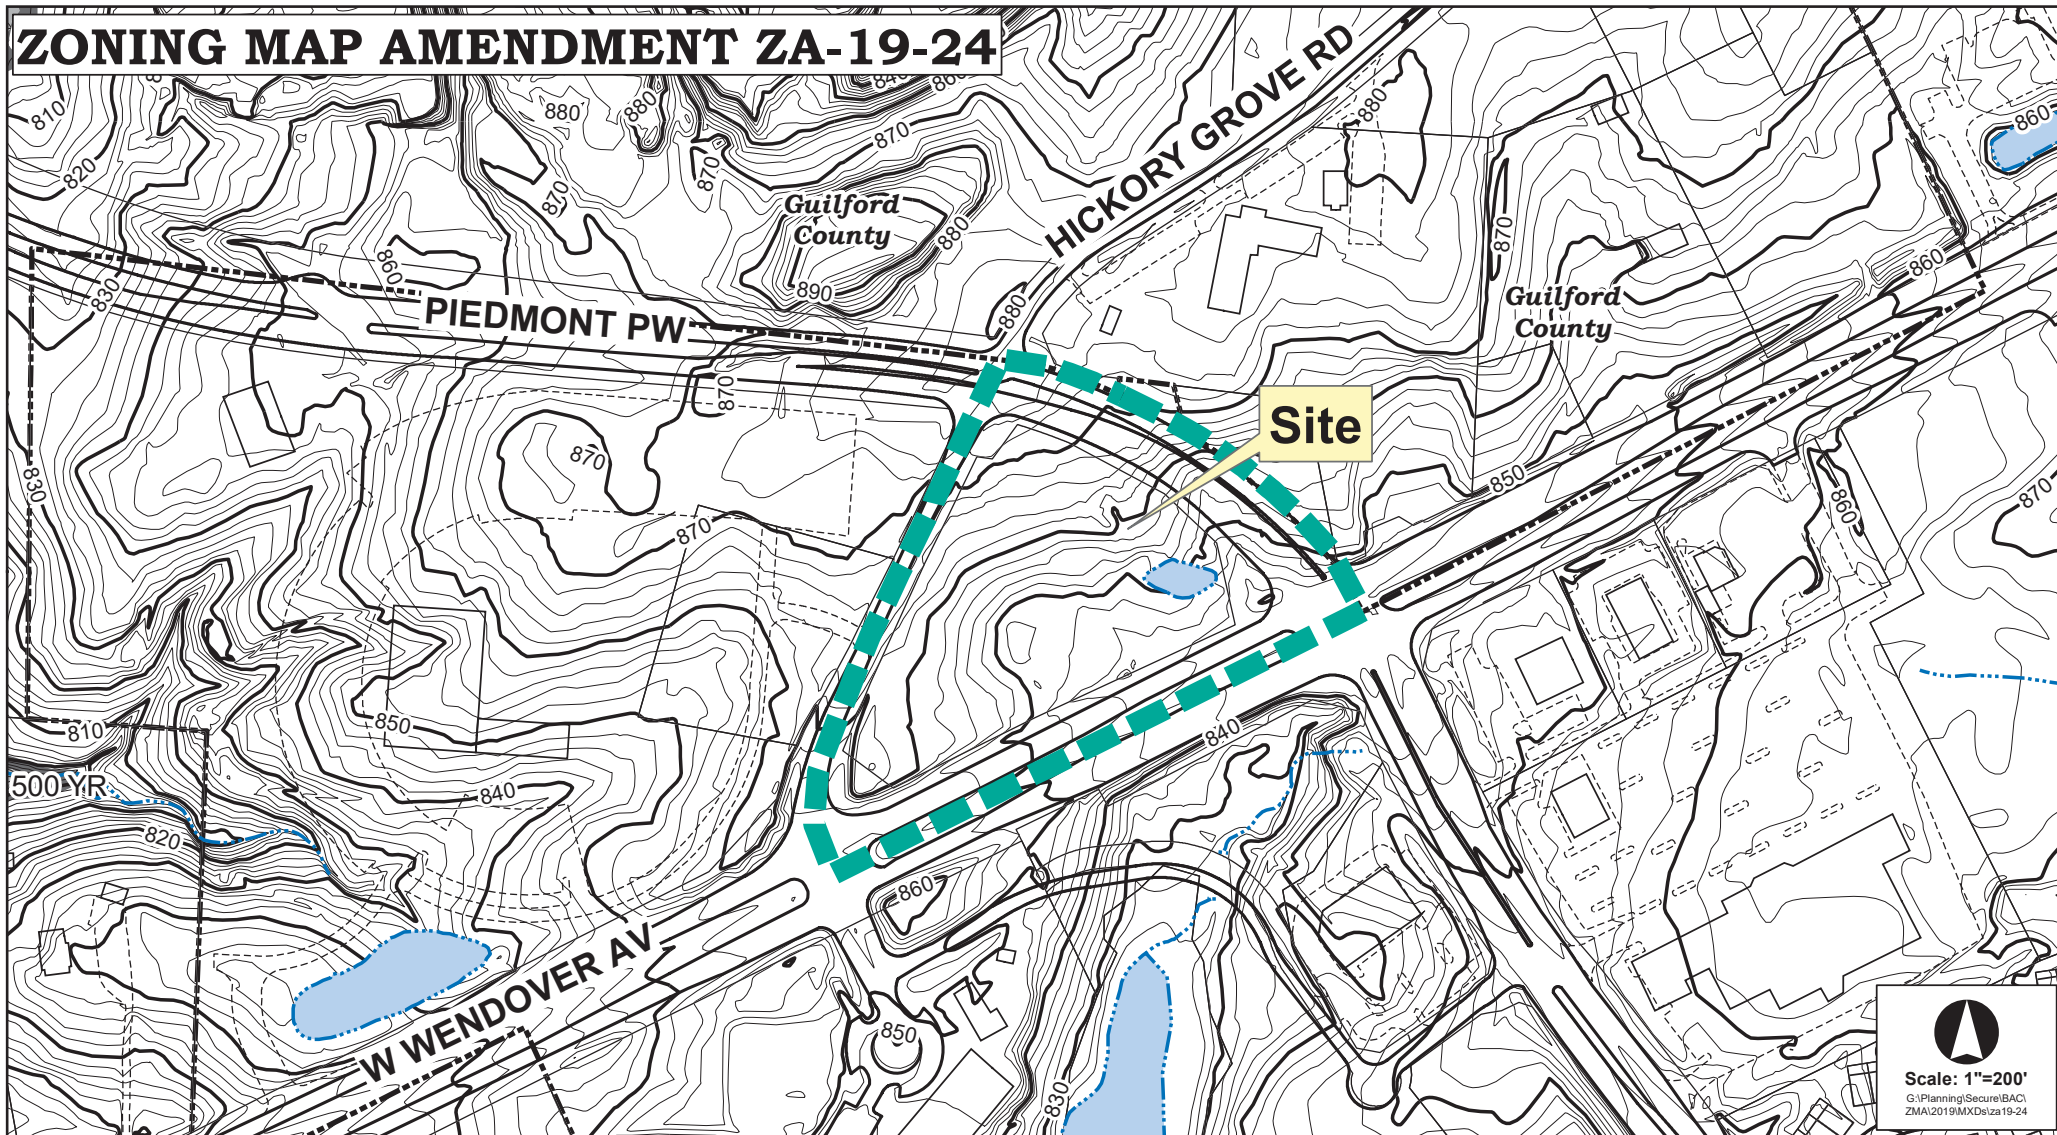 ZONING MAP AMENDMENT ZA-19-24
HICKORY GROVE RD
PIEDMONT PW
W WENDOVER AV
Guilford
County
Guilford
County
Site
500 YR
810
820
830
880
880
870
870
870
840
860
860
880
890
880
880
870
860
860
870
870
870
830
850
860
870
850
840
810
820
840
860
850
830
Scale: 1"=200'
G:\Planning\Secure\BAC\
ZMA\2019\MXDs\za19-24